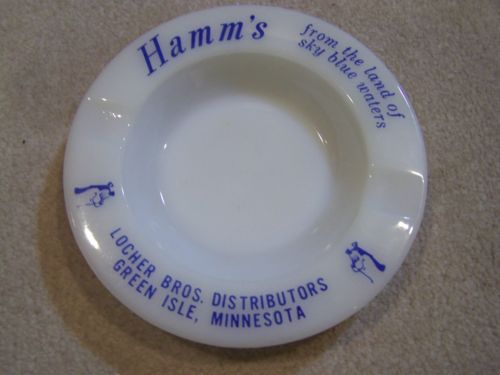 Hamm's
from the land of
sky blue waters
LOCHER BROS. DISTRIBUTORS
GREEN ISLE, MINNESOTA